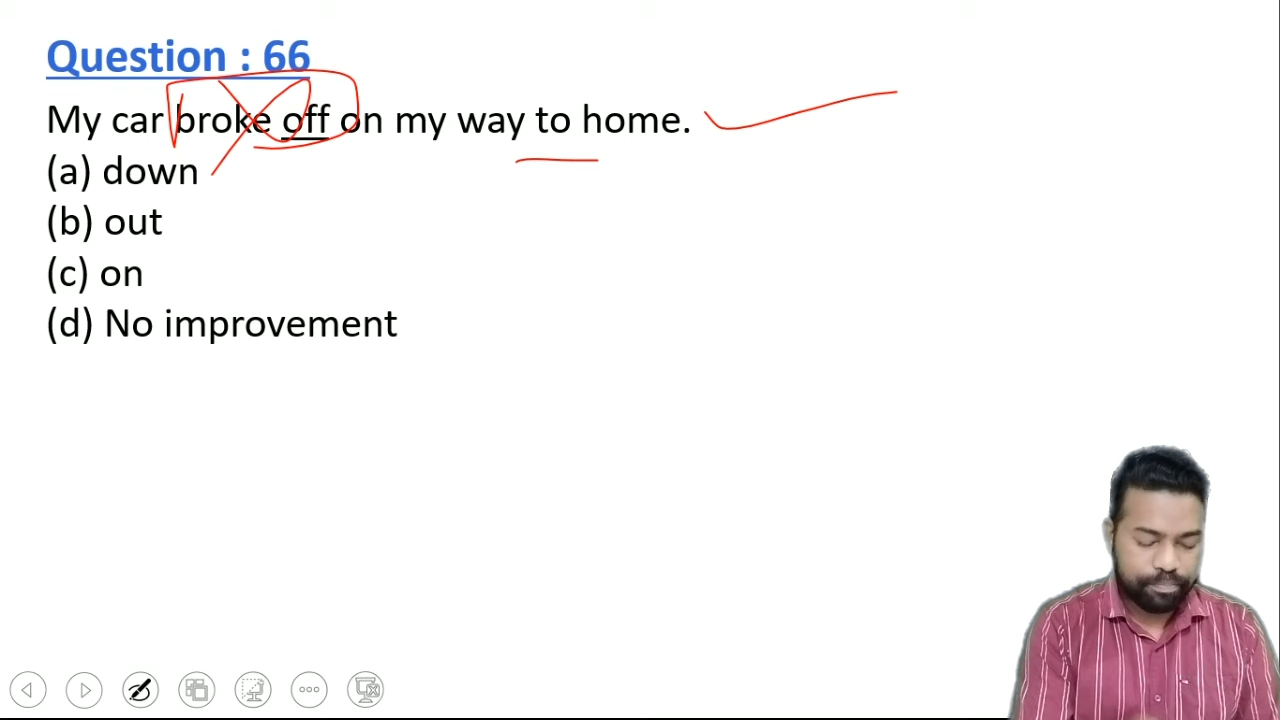 Question : 66
My car broke off on my way to home.
(a) down
(b) out
(c) on
(d) No improvement